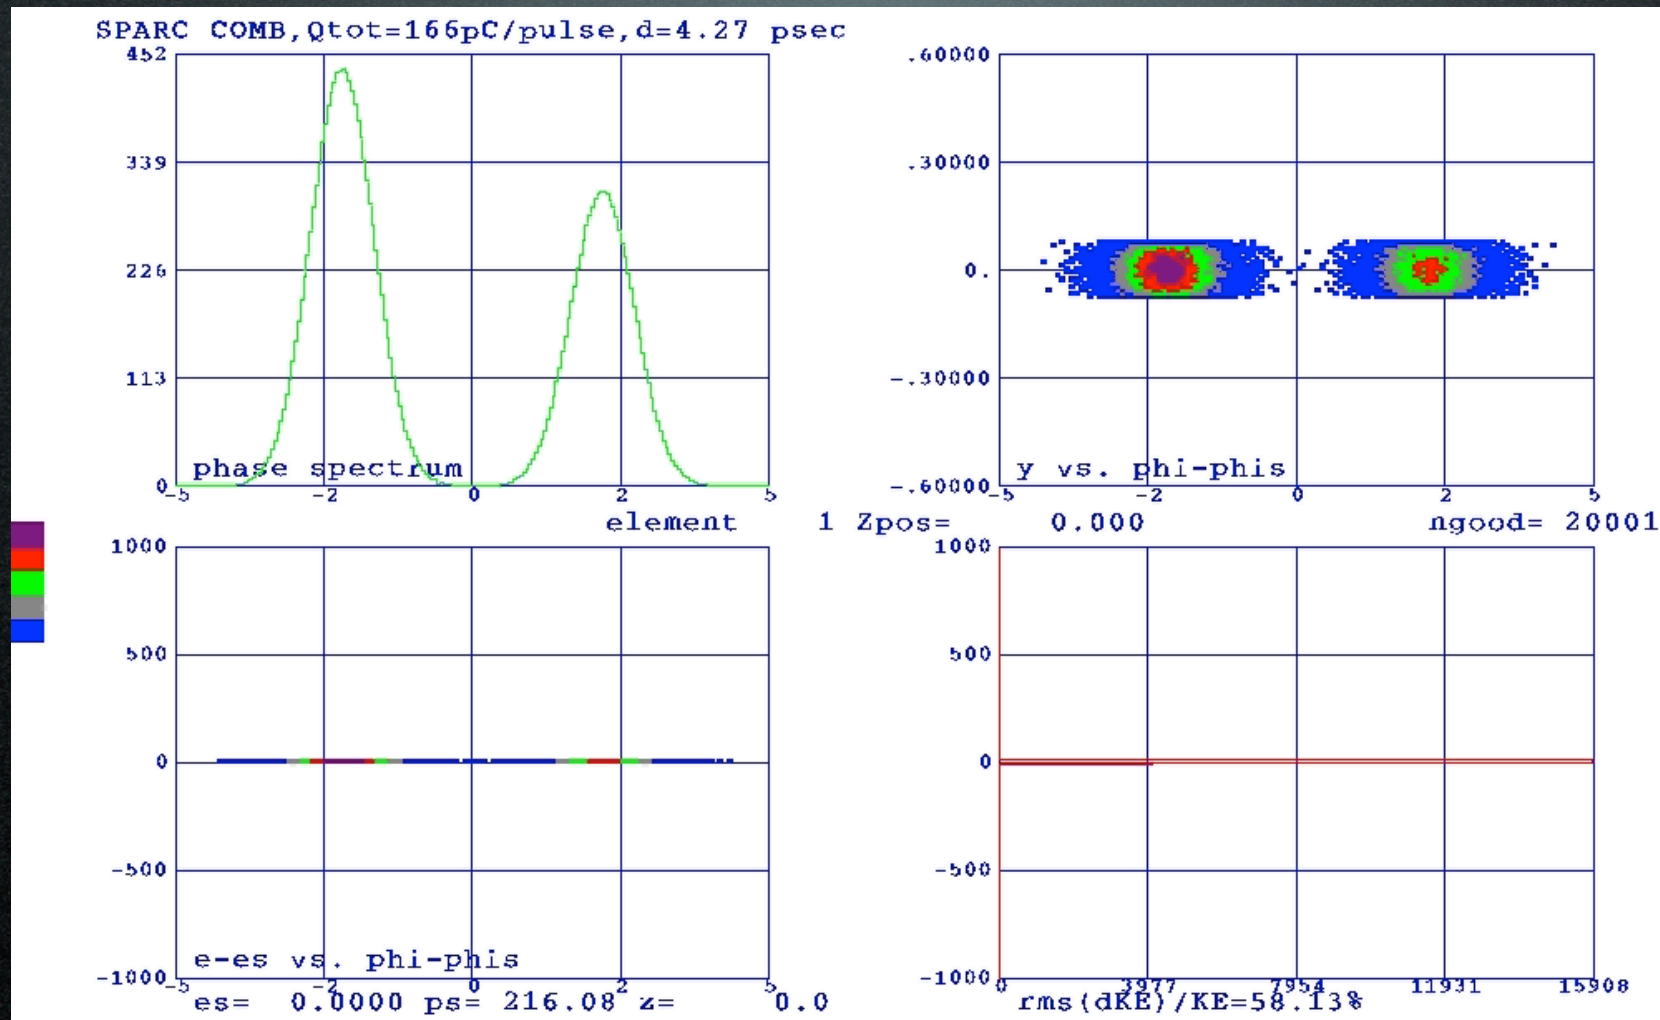 SPARC COMB,Qtot=166pC/pulse,d=4.27 psec
452
339
226
113
0
-5 -2 0 2 5
phase spectrum
.60000
.30000
0.
-.30000
-.60000
-5 -2 0 2 5
y vs. phi-phis
element 1 Zpos= 0.000 ngood= 20001
1000
500
0
-500
-1000
-5 -2 0 2 5
e-es vs. phi-phis
es= 0.0000 ps= 216.08 z= 0.0
1000
500
0
-500
-1000
0 3977 7954 11931 15908
rms(dKE)/KE=58.13%